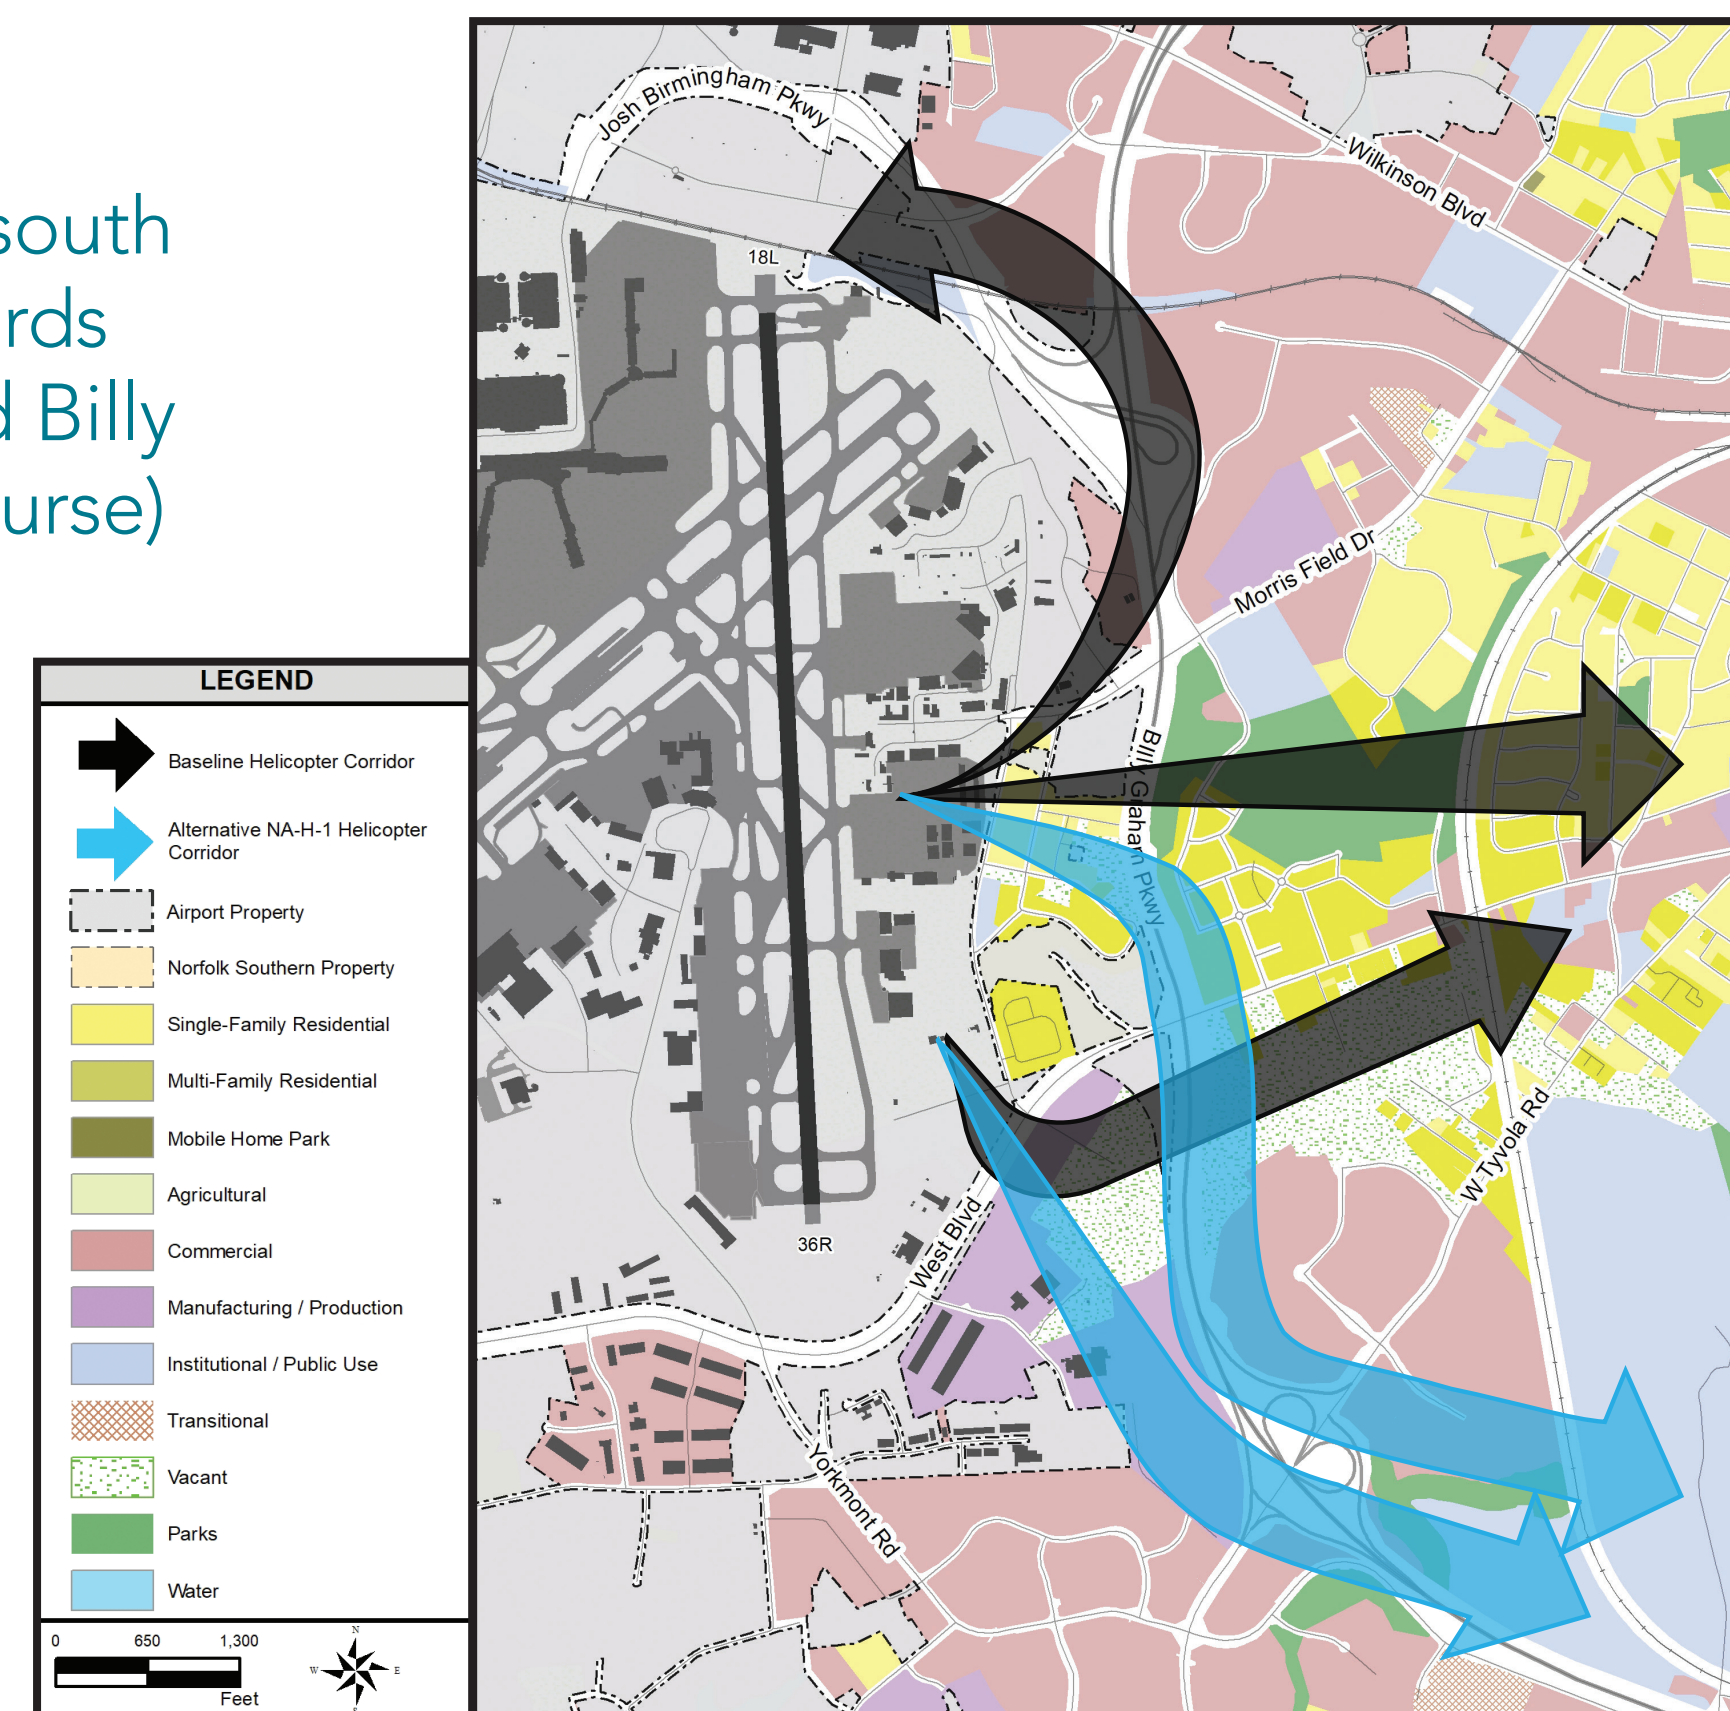 south
rds
d Billy
urse)
LEGEND
Baseline Helicopter Corridor
Alternative NA-H-1 Helicopter
Corridor
Airport Property
Norfolk Southern Property
Single-Family Residential
Multi-Family Residential
Mobile Home Park
Agricultural
Commercial
Manufacturing / Production
Institutional / Public Use
Transitional
Vacant
Parks
Water
0 650 1,300
Feet
N
W E
S
Josh Birmingham Pkwy
Wilkinson Blvd
18L
Morris Field Dr
Billy Graham Pkwy
W Tyvola Rd
West Blvd
36R
Yorkmont Rd